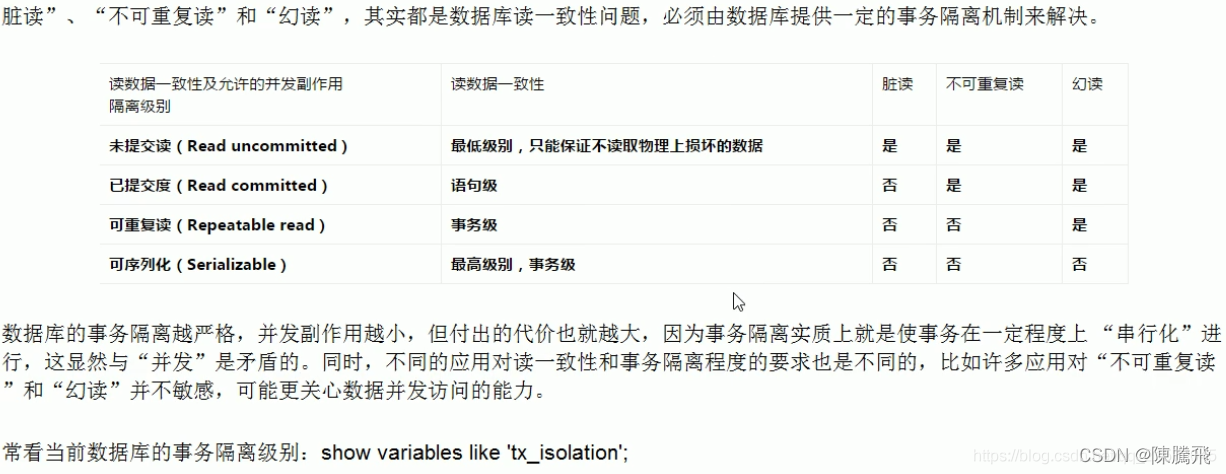 脏读”、“不可重复读”和“幻读”，其实都是数据库读一致性问题，必须由数据库提供一定的事务隔离机制来解决。
读数据一致性及允许的并发副作用 读数据一致性 脏读 不可重复读 幻读
隔离级别
未提交读（Read uncommitted） 最低级别，只能保证不读取物理上损坏的数据 是 是 是
已提交度（Read committed） 语句级 否 是 是
可重复读（Repeatable read） 事务级 否 否 是
可序列化（Serializable） 最高级别，事务级 否 否 否
数据库的事务隔离越严格，并发副作用越小，但付出的代价也就越大，因为事务隔离实质上就是使事务在一定程度上 “串行化” 进
行，这显然与“并发”是矛盾的。同时，不同的应用对读一致性和事务隔离程度的要求也是不同的，比如许多应用对“不可重复读
”和“幻读”并不敏感，可能更关心数据并发访问的能力。
常看当前数据库的事务隔离级别：show variables like 'tx_isolation';
CSDN @陳騰飛